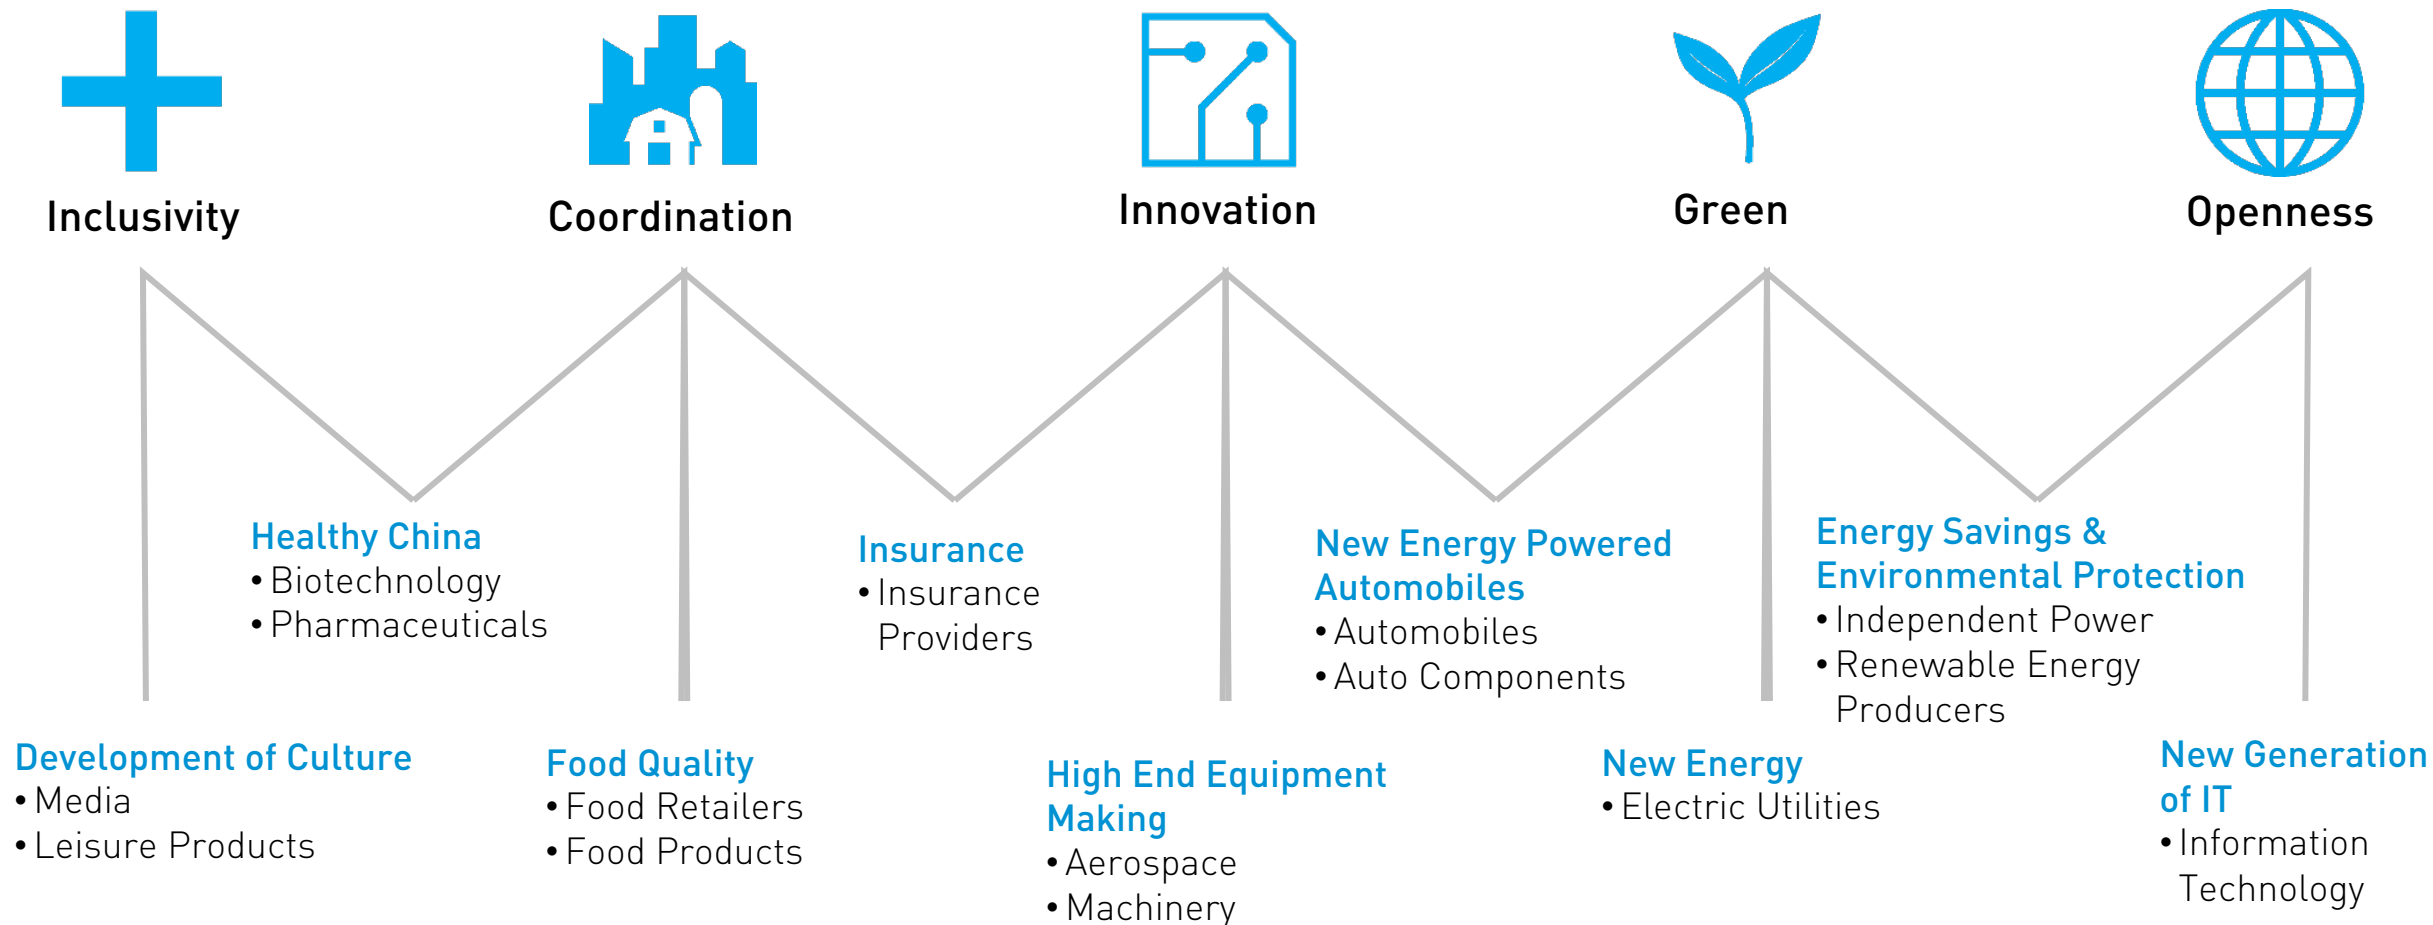 Inclusivity
Coordination
Innovation
Green
Openness
Healthy China
• Biotechnology
• Pharmaceuticals
Insurance
• Insurance
Providers
New Energy Powered
Automobiles
• Automobiles
• Auto Components
Energy Savings &
Environmental Protection
• Independent Power
• Renewable Energy
Producers
Development of Culture
• Media
• Leisure Products
Food Quality
• Food Retailers
• Food Products
High End Equipment
Making
• Aerospace
• Machinery
New Energy
• Electric Utilities
New Generation
of IT
• Information
Technology